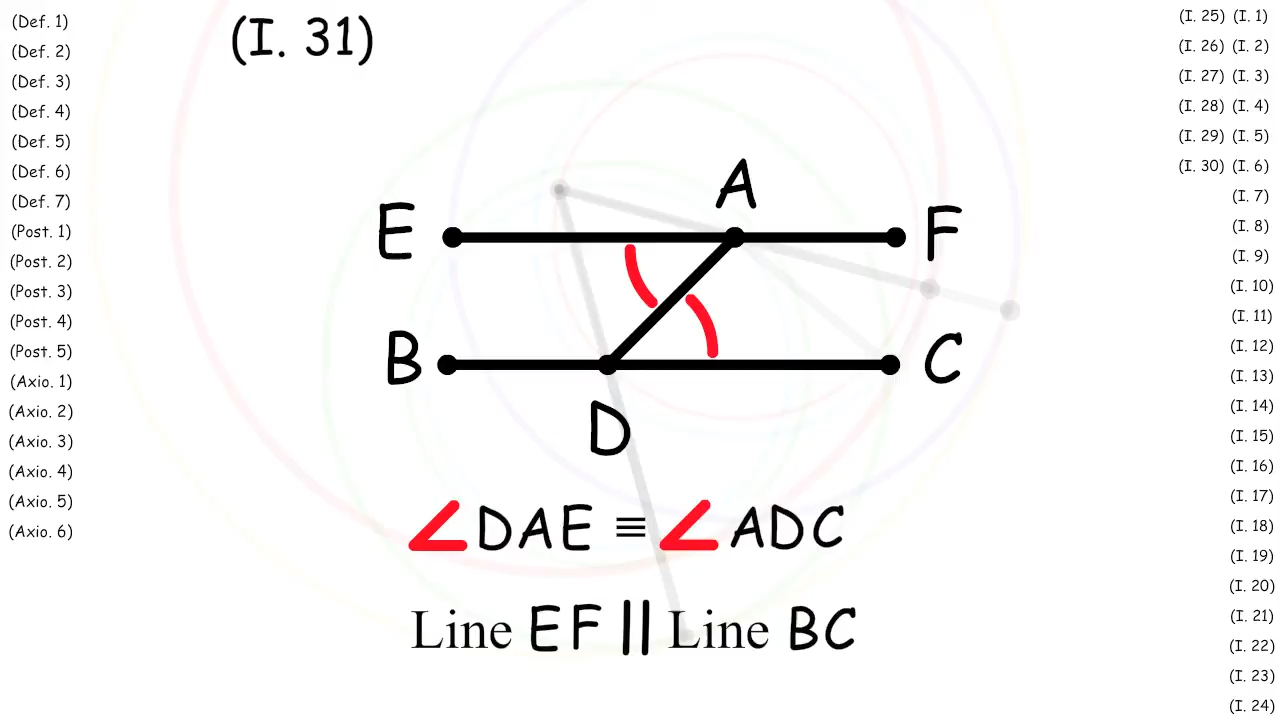 (Def. 1)
(Def. 2)
(Def. 3)
(Def. 4)
(Def. 5)
(Def. 6)
(Def. 7)
(Post. 1)
(Post. 2)
(Post. 3)
(Post. 4)
(Post. 5)
(Axio. 1)
(Axio. 2)
(Axio. 3)
(Axio. 4)
(Axio. 5)
(Axio. 6)
(I. 31)
A
E
F
B
C
D
∠DAE ≡ ∠ADC
Line EF || Line BC
(I. 25) (I. 1)
(I. 26) (I. 2)
(I. 27) (I. 3)
(I. 28) (I. 4)
(I. 29) (I. 5)
(I. 30) (I. 6)
(I. 7)
(I. 8)
(I. 9)
(I. 10)
(I. 11)
(I. 12)
(I. 13)
(I. 14)
(I. 15)
(I. 16)
(I. 17)
(I. 18)
(I. 19)
(I. 20)
(I. 21)
(I. 22)
(I. 23)
(I. 24)